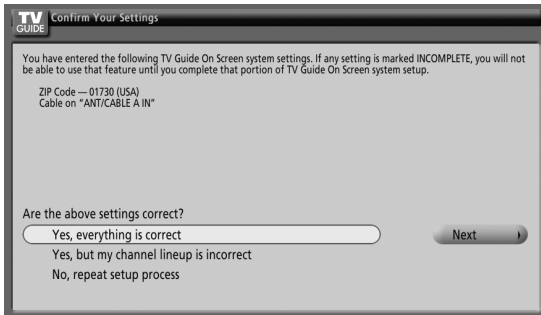 TV
GUIDE
Confirm Your Settings
You have entered the following TV Guide On Screen system settings. If any setting is marked INCOMPLETE, you will not
be able to use that feature until you complete that portion of TV Guide On Screen system setup.
ZIP Code — 01730 (USA)
Cable on "ANT/CABLE A IN"
Are the above settings correct?
Yes, everything is correct
Next
Yes, but my channel lineup is incorrect
No, repeat setup process